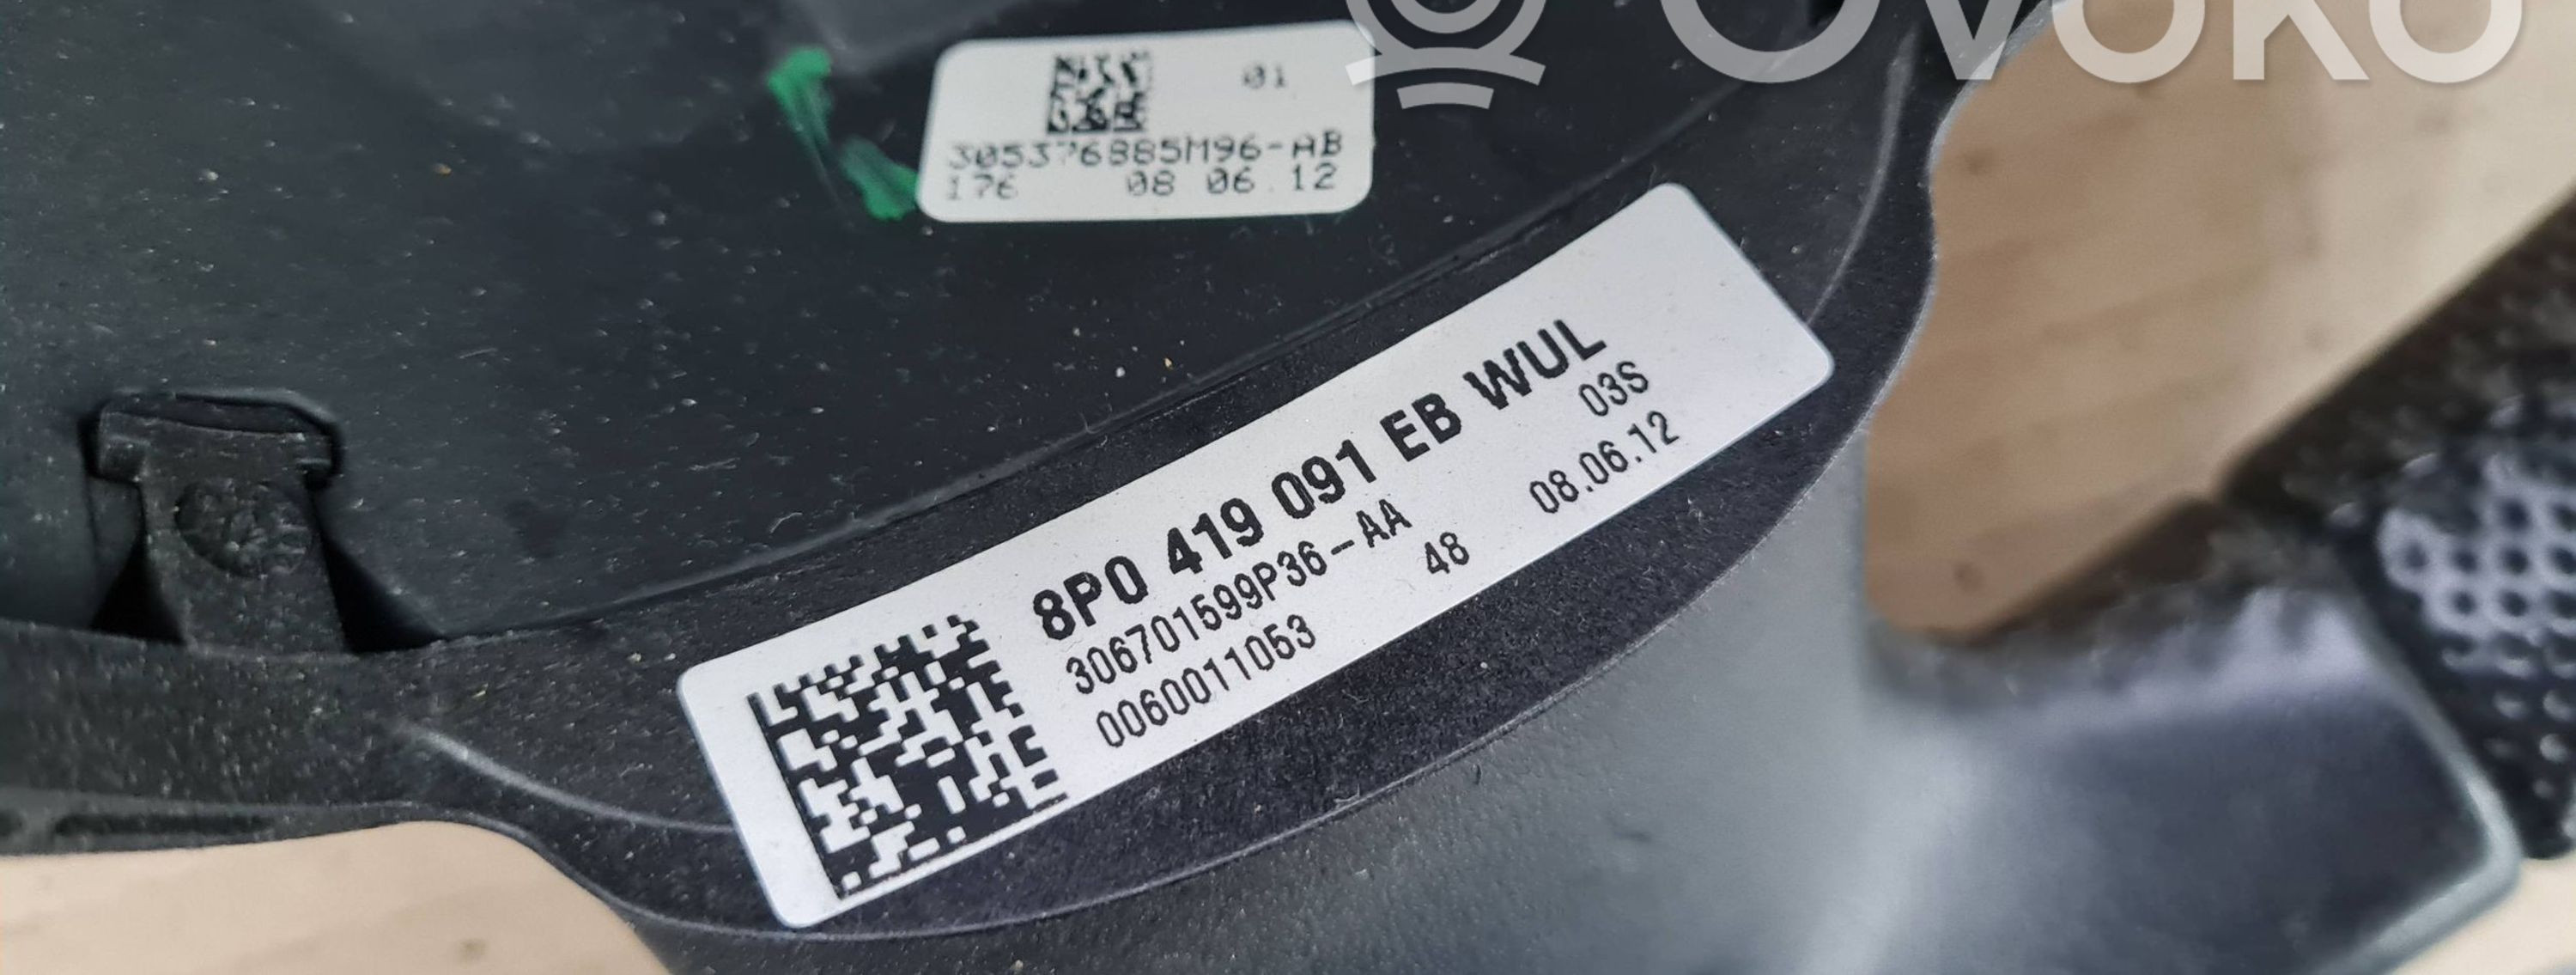 OVOKO
01
305376885M96-AB
176 08 06.12
8P0 419 091 EB WUL
03S
306701599P36-AA
48 08.06.12
0060011053